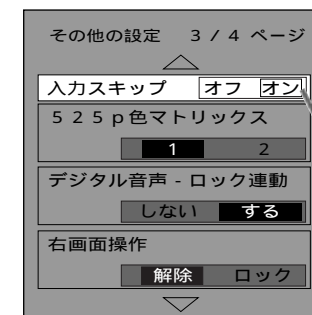 その他の設定 3/4 ページ
入力スキップ オフ オン
525p色マトリックス
1 2
デジタル音声 - ロック連動
しない する
右画面操作
解除 ロック